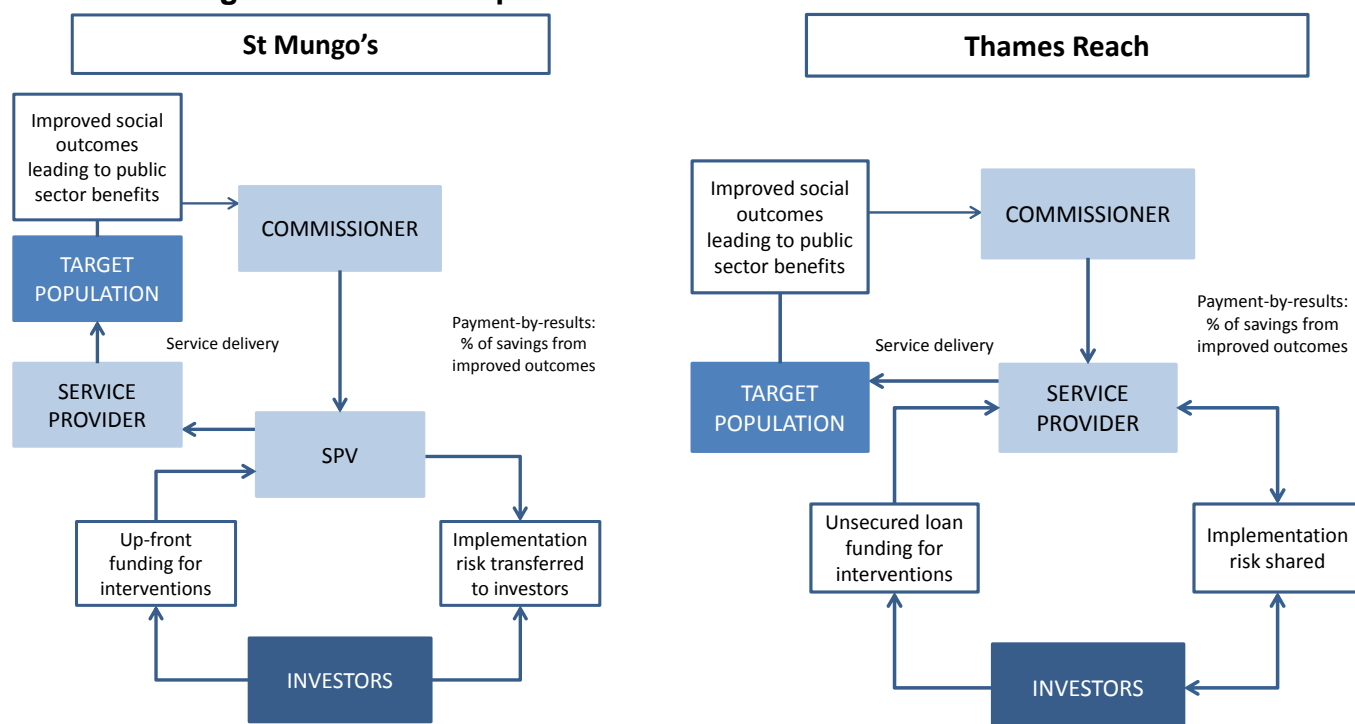 St Mungo's
Improved social
outcomes
leading to public
sector benefits
COMMISSIONER
TARGET
POPULATION
Service delivery
Payment-by-results:
% of savings from
improved outcomes
SERVICE
PROVIDER
SPV
Up-front
funding for
interventions
Implementation
risk transferred
to investors
INVESTORS
Thames Reach
Improved social
outcomes
leading to public
sector benefits
COMMISSIONER
Payment-by-results:
% of savings from
improved outcomes
Service delivery
TARGET
POPULATION
SERVICE
PROVIDER
Unsecured loan
funding for
interventions
Implementation
risk shared
INVESTORS